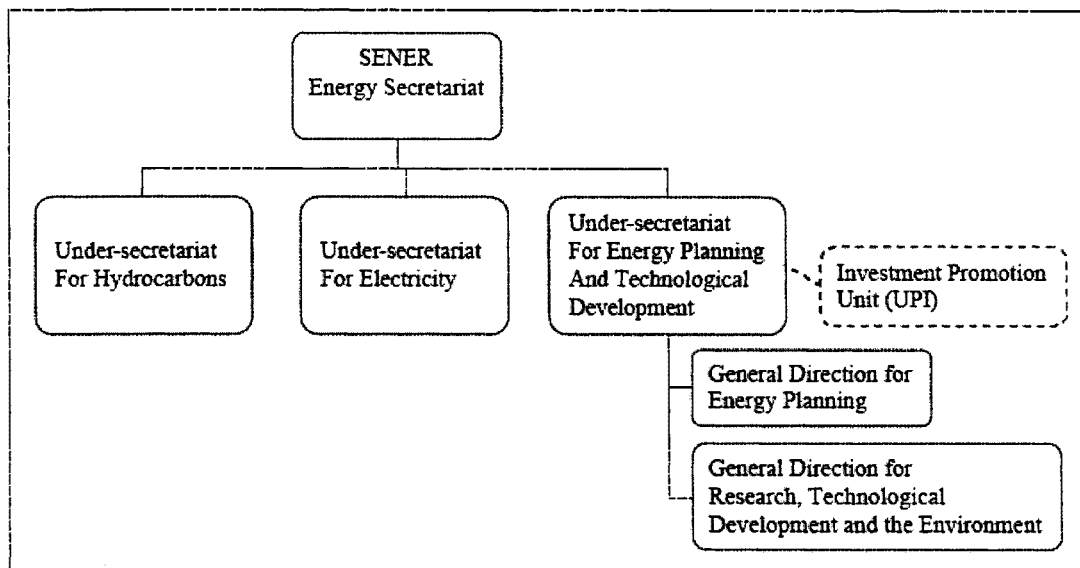 SENER
Energy Secretariat
Under-secretariat
For Hydrocarbons
Under-secretariat
For Electricity
Under-secretariat
For Energy Planning
And Technological
Development
Investment Promotion
Unit (UPI)
General Direction for
Energy Planning
General Direction for
Research, Technological
Development and the Environment